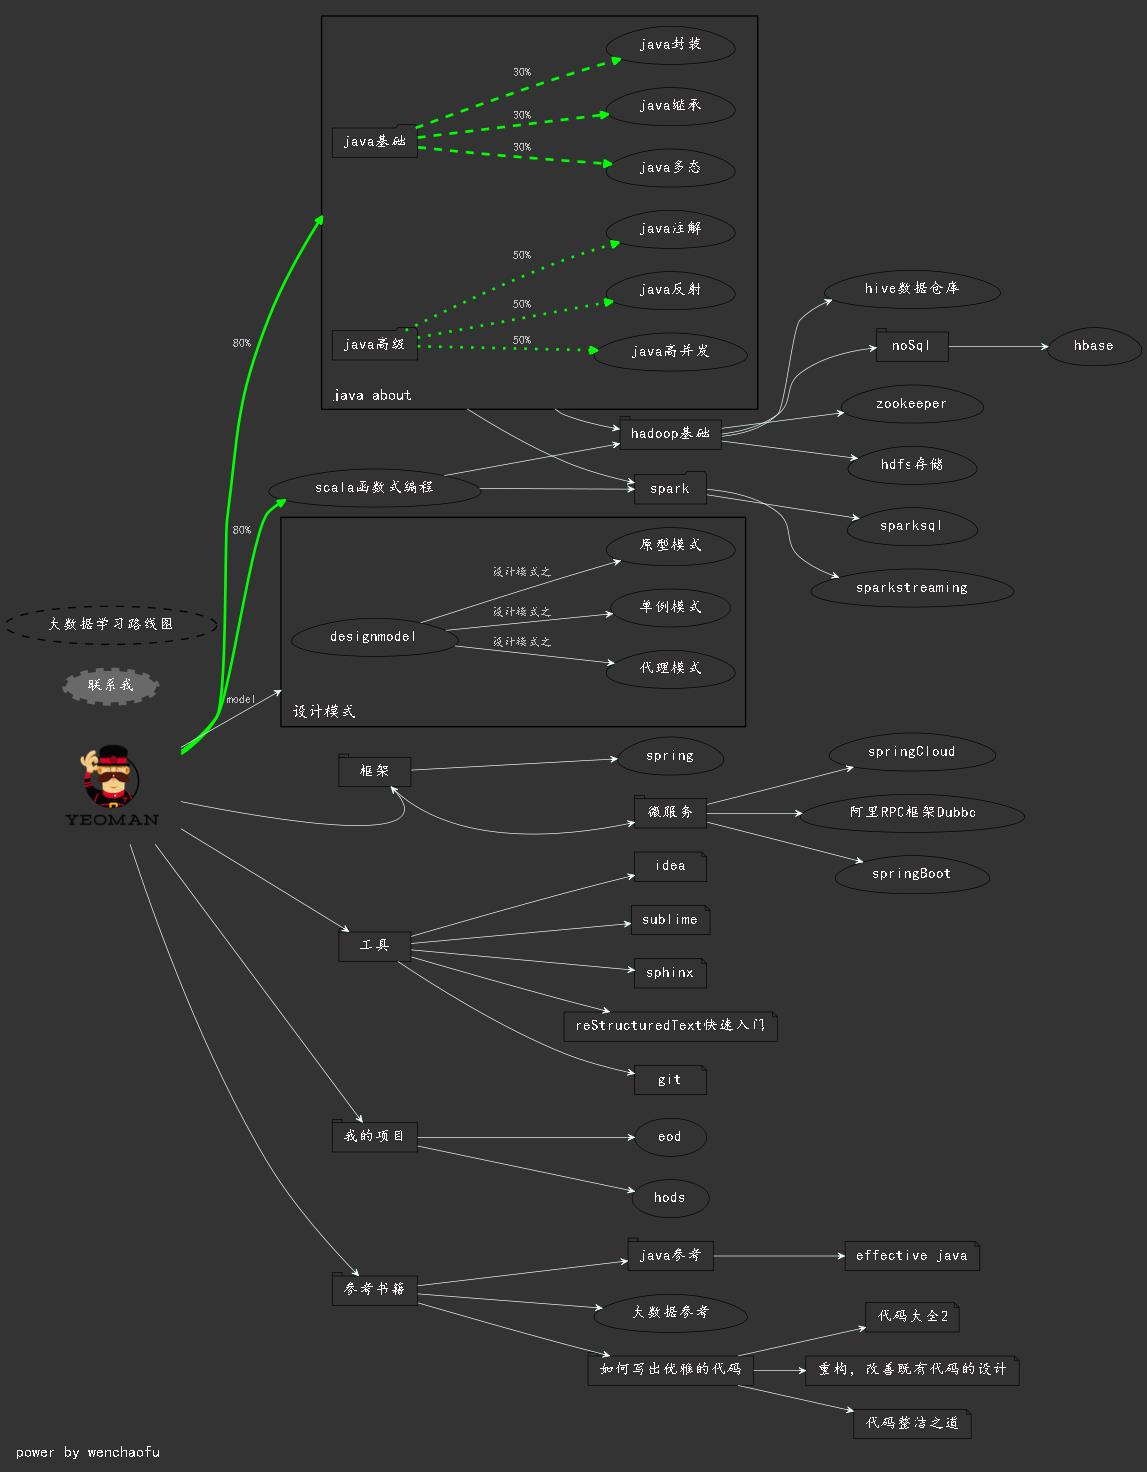 java封装
30%
java继承
30%
java基础
30%
java多态
java注解
50%
java反射
50%
java高级
50%
java高并发
java about
80%
hive数据仓库
noSql
hbase
zookeeper
hadoop基础
hdfs存储
scala函数式编程
spark
sparksql
sparkstreaming
80%
原型模式
设计模式之
单例模式
设计模式之
designmodel
设计模式之
代理模式
设计模式
大数据学习路线图
联系我
model
YEOMAN
框架
spring
springCloud
微服务
阿里RPC框架Dubbo
springBoot
idea
sublime
工具
sphinx
reStructuredText快速入门
git
我的项目
eod
hods
java参考
effective java
参考书籍
大数据参考
代码大全2
如何写出优雅的代码
重构，改善既有代码的设计
代码整洁之道
power by wenchaofu